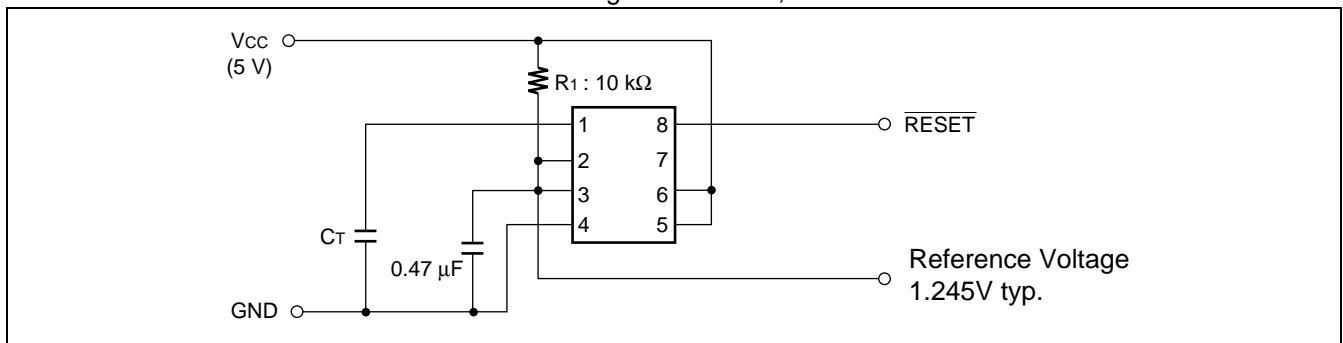 Vcc
(5 V)
R1 : 10 kΩ
1 8
2 7
3 6
4 5
RESET
CT
0.47 μF
Reference Voltage
1.245V typ.
GND